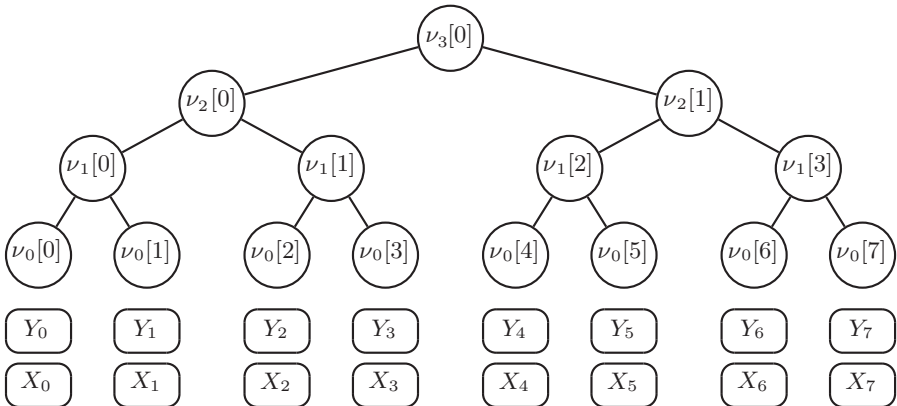 ν₃[0]
ν₂[0] ν₂[1]
ν₁[0] ν₁[1] ν₁[2] ν₁[3]
ν₀[0] ν₀[1] ν₀[2] ν₀[3] ν₀[4] ν₀[5] ν₀[6] ν₀[7]
Y₀ Y₁ Y₂ Y₃ Y₄ Y₅ Y₆ Y₇
X₀ X₁ X₂ X₃ X₄ X₅ X₆ X₇